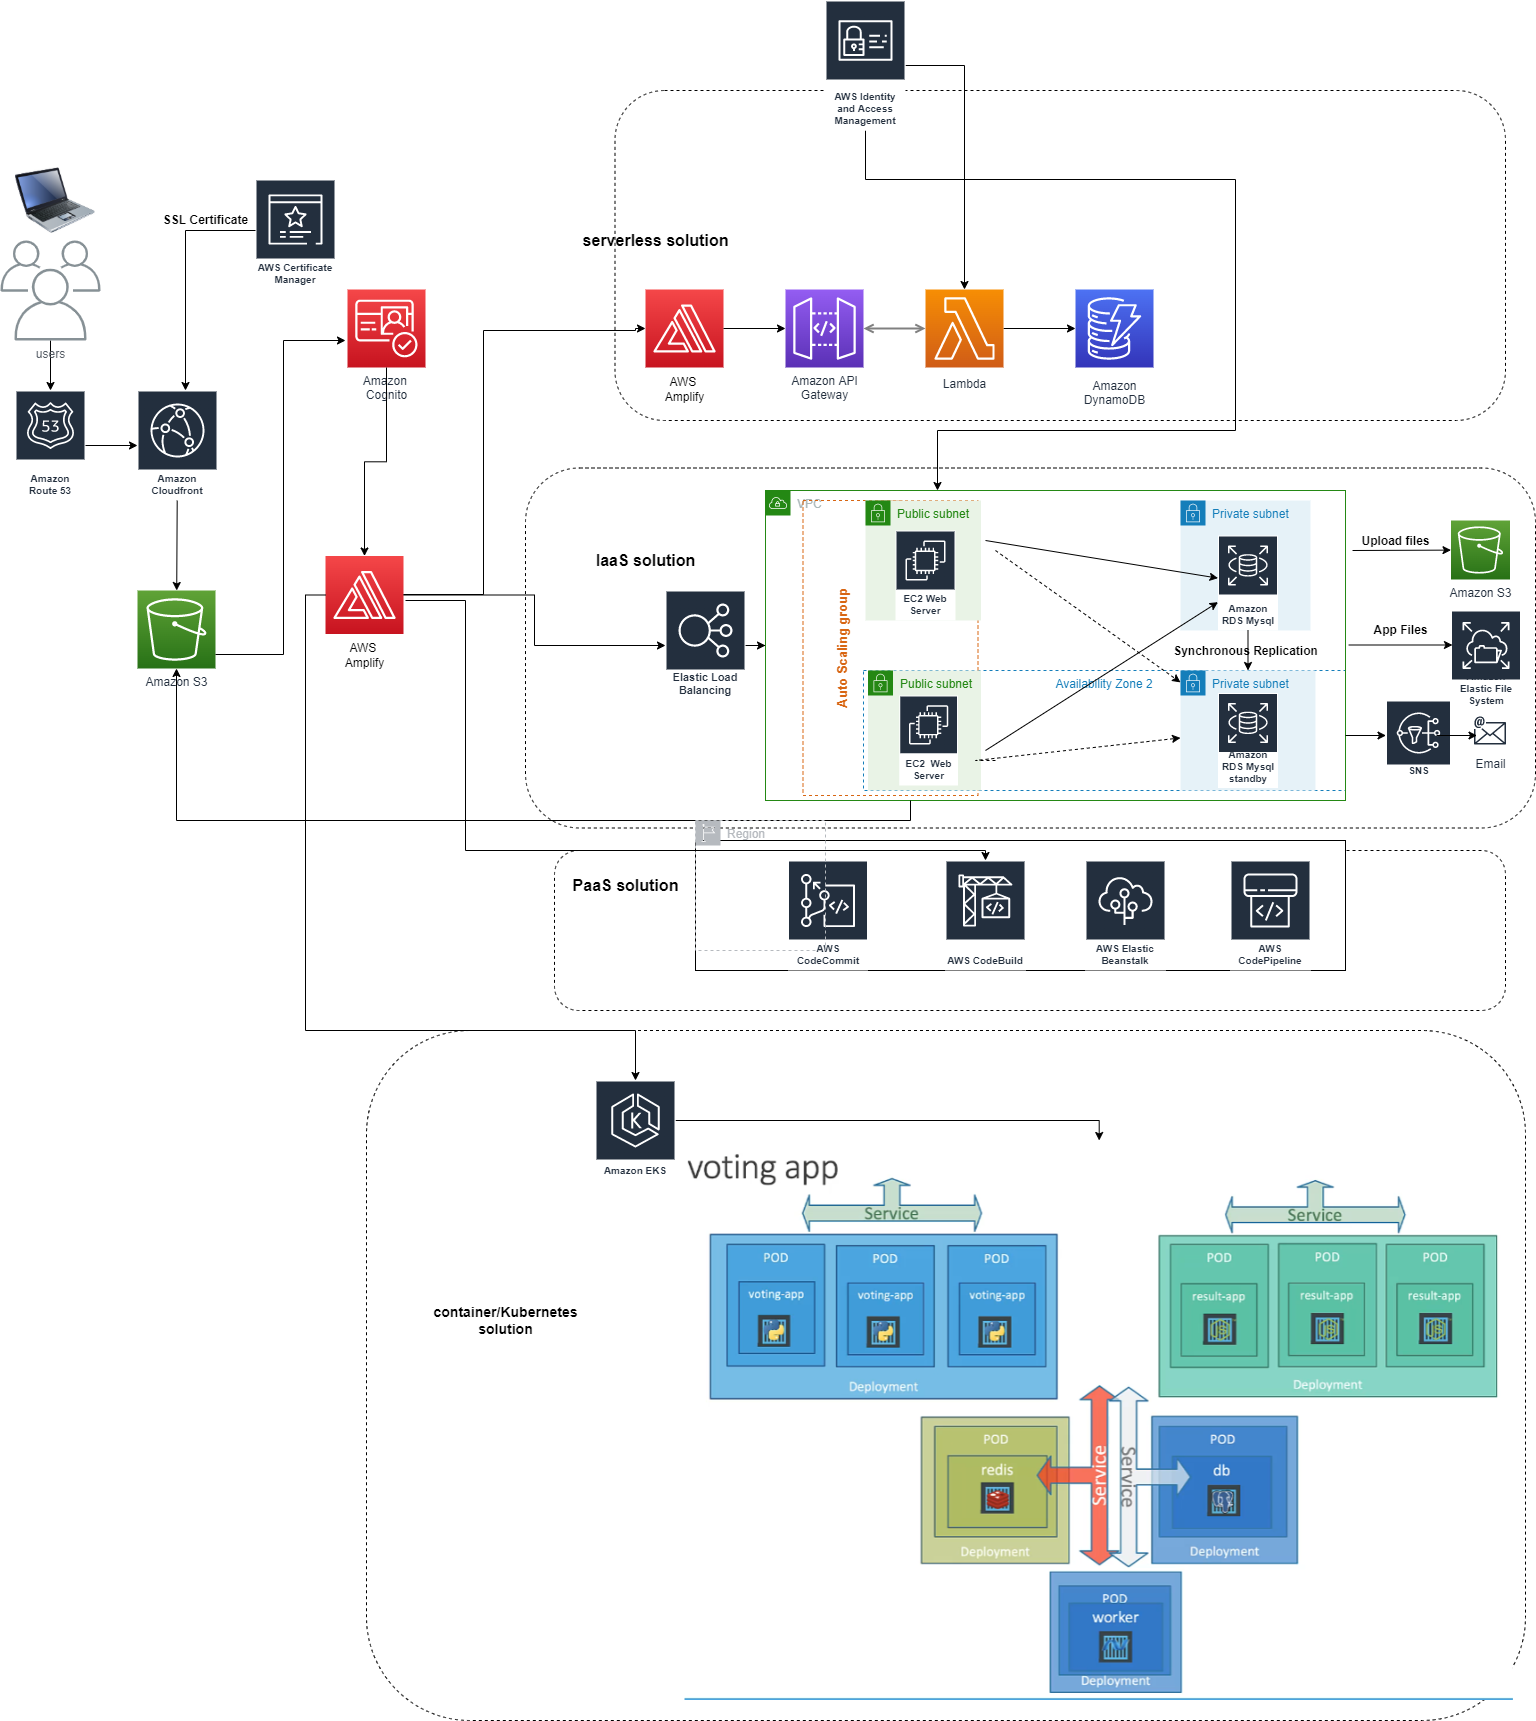 AWS Identity
and Access
Management
SSL Certificate
AWS Certificate
Manager
users
53
Amazon
Route 53
Amazon
Cloudfront
Amazon
Cognito
Amazon S3
AWS
Amplify
serverless solution
AWS
Amplify
Amazon API
Gateway
Lambda
Amazon
DynamoDB
IaaS solution
Elastic Load
Balancing
VPC
Auto Scaling group
Public subnet
EC2 Web
Server
Private subnet
Amazon
RDS Mysql
Synchronous Replication
Public subnet
Availability Zone 2
Private subnet
EC2 Web
Server
Amazon
RDS Mysql
standby
Upload files
Amazon S3
App Files
Amazon
Elastic File
System
SNS
@
Email
Region
PaaS solution
AWS
CodeCommit
AWS CodeBuild
AWS Elastic
Beanstalk
AWS
CodePipeline
K
Amazon EKS
voting app
container/Kubernetes
solution
Service
POD
voting-app
POD
voting-app
POD
voting-app
Deployment
Service
POD
result-app
POD
result-app
POD
result-app
Deployment
POD
redis
Deployment
Service
Service
POD
db
Deployment
POD
worker
Deployment